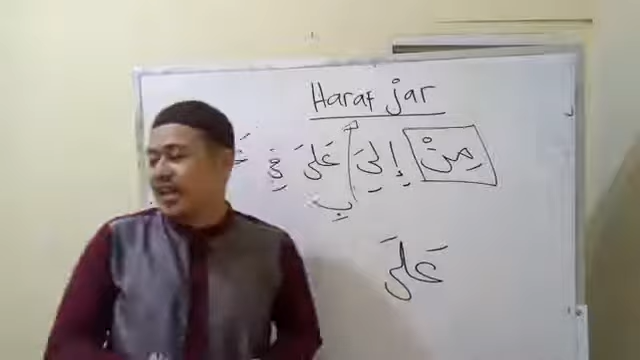 Haraf jar
مِنْ إِلَى عَلَى فِي
بِ
عَلَى